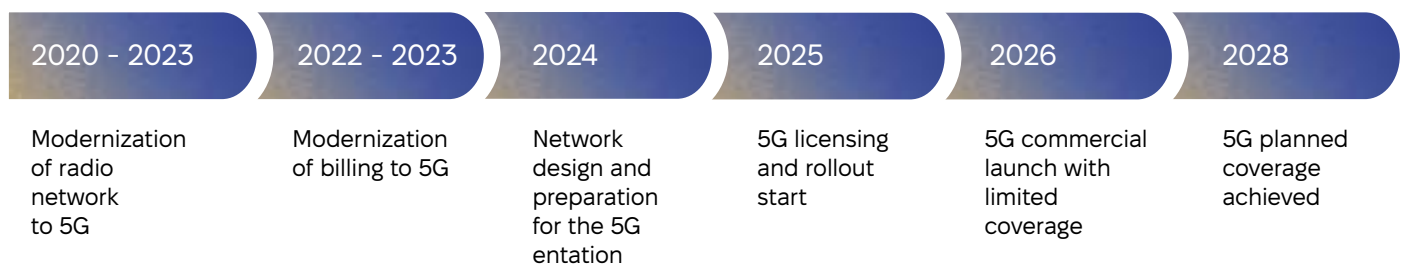 2020 - 2023
Modernization
of radio
network
to 5G
2022 - 2023
Modernization
of billing to 5G
2024
Network
design and
preparation
for the 5G
entation
2025
5G licensing
and rollout
start
2026
5G commercial
launch with
limited
coverage
2028
5G planned
coverage
achieved